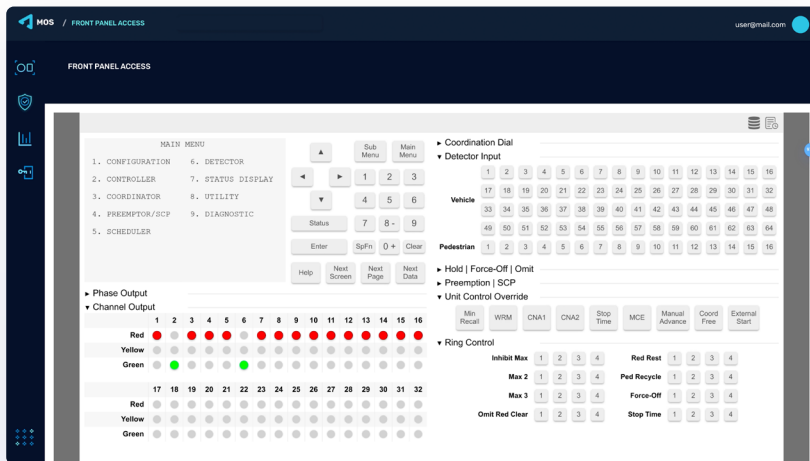 MOS / FRONT PANEL ACCESS
user@mail.com
FRONT PANEL ACCESS
MAIN MENU
1. CONFIGURATION 6. DETECTOR
2. CONTROLLER 7. STATUS DISPLAY
3. COORDINATOR 8. UTILITY
4. PREEMPTOR/SCP 9. DIAGNOSTIC
5. SCHEDULER
Sub Menu
Main Menu
1 2 3
4 5 6
Status 7 8 - 9
Enter SpFn 0 + Clear
Help Next Screen Next Page Next Data
Phase Output
Channel Output
1 2 3 4 5 6 7 8 9 10 11 12 13 14 15 16
Red
Yellow
Green
17 18 19 20 21 22 23 24 25 26 27 28 29 30 31 32
Red
Yellow
Green
Coordination Dial
Detector Input
1 2 3 4 5 6 7 8 9 10 11 12 13 14 15 16
17 18 19 20 21 22 23 24 25 26 27 28 29 30 31 32
Vehicle
33 34 35 36 37 38 39 40 41 42 43 44 45 46 47 48
49 50 51 52 53 54 55 56 57 58 59 60 61 62 63 64
Pedestrian 1 2 3 4 5 6 7 8 9 10 11 12 13 14 15 16
Hold | Force-Off | Omit
Preemption | SCP
Unit Control Override
Min Recall WRM CNA1 CNA2 Stop Time MCE Manual Advance Coord Free External Start
Ring Control
Inhibit Max 1 2 3 4 Red Rest 1 2 3 4
Max 2 1 2 3 4 Ped Recycle 1 2 3 4
Max 3 1 2 3 4 Force-Off 1 2 3 4
Omit Red Clear 1 2 3 4 Stop Time 1 2 3 4